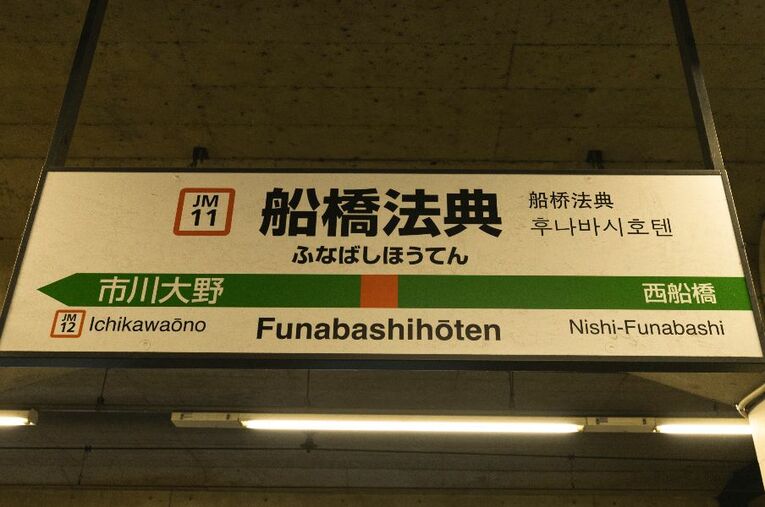 JM
11
船橋法典
船桥法典
후나바시호텐
ふなばしほうてん
市川大野
西船橋
JM
12
Ichikawaōno
Funabashihōten
Nishi-Funabashi